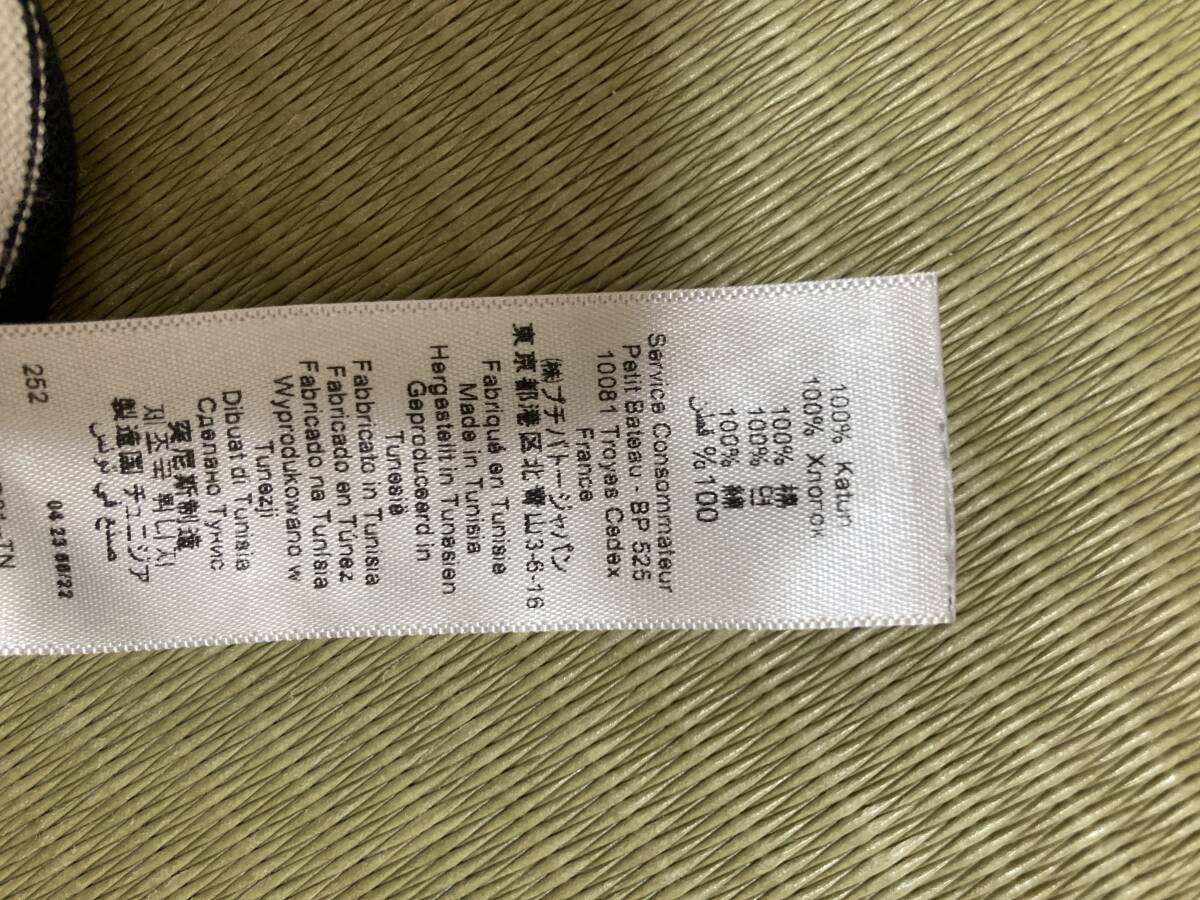 100% Katun
100% Хлопок
100% 棉
100% 면
100% 綿
100% قطن
Service Consommateur
Petit Bateau - BP 525
10081 Troyes Cedex
France
㈱プチバトージャパン
東京都港区北青山3-6-16
Fabriqué en Tunisie
Made in Tunisia
Hergestellt in Tunesien
Geproduceerd in
Tunesië
Fabbricato in Tunisia
Fabricado en Túnez
Fabricado na Tunísia
Wyprodukowano w
Tunezji
Dibuat di Tunisia
Сделано Тунис
突尼斯制造
제조국 튀니지
製造国 チュニジア
صنع في تونس
04 23 08/22
252
TN